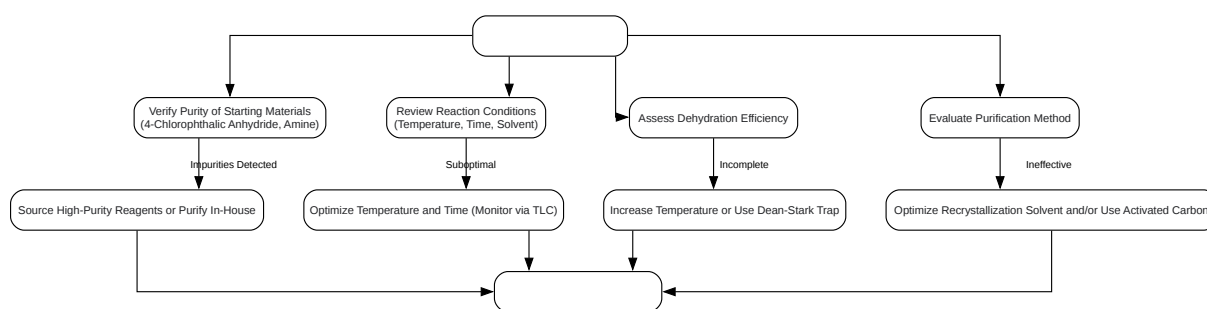 Verify Purity of Starting Materials
(4-Chlorophthalic Anhydride, Amine)
Review Reaction Conditions
(Temperature, Time, Solvent)
Assess Dehydration Efficiency
Evaluate Purification Method
Impurities Detected
Suboptimal
Incomplete
Ineffective
Source High-Purity Reagents or Purify In-House
Optimize Temperature and Time (Monitor via TLC)
Increase Temperature or Use Dean-Stark Trap
Optimize Recrystallization Solvent and/or Use Activated Carbon